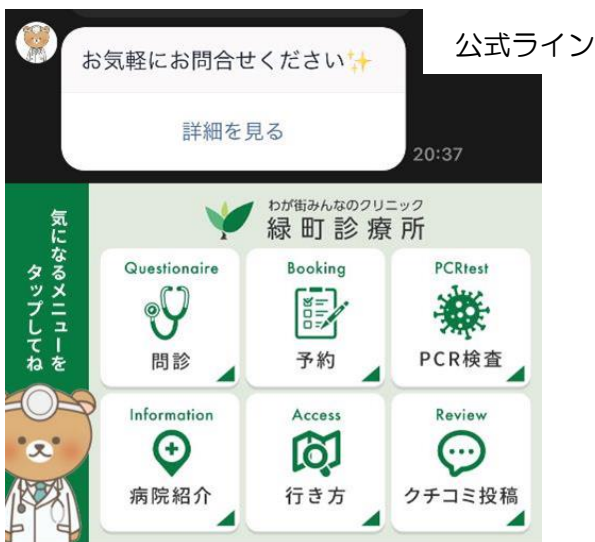 公式ライン
お気軽にお問合せください✨
詳細を見る
20:37
気になるメニューを
タップしてね
わが街みんなのクリニック
緑町診療所
Questionaire
問診
Booking
予約
PCRtest
PCR検査
Information
病院紹介
Access
行き方
Review
クチコミ投稿